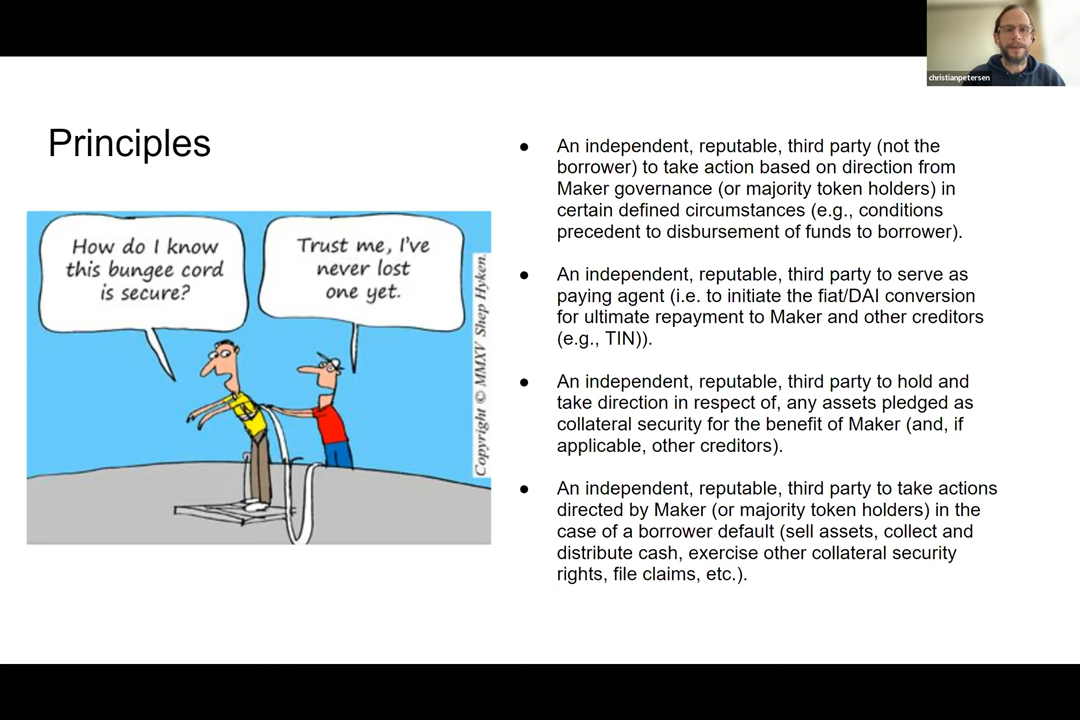 christianpetersen
Principles
How do I know
this bungee cord
is secure?
Trust me, I've
never lost
one yet.
Copyright © MMXV Shep Hyken.
● An independent, reputable, third party (not the
borrower) to take action based on direction from
Maker governance (or majority token holders) in
certain defined circumstances (e.g., conditions
precedent to disbursement of funds to borrower).
● An independent, reputable, third party to serve as
paying agent (i.e. to initiate the fiat/DAI conversion
for ultimate repayment to Maker and other creditors
(e.g., TIN)).
● An independent, reputable, third party to hold and
take direction in respect of, any assets pledged as
collateral security for the benefit of Maker (and, if
applicable, other creditors).
● An independent, reputable, third party to take actions
directed by Maker (or majority token holders) in the
case of a borrower default (sell assets, collect and
distribute cash, exercise other collateral security
rights, file claims, etc.).